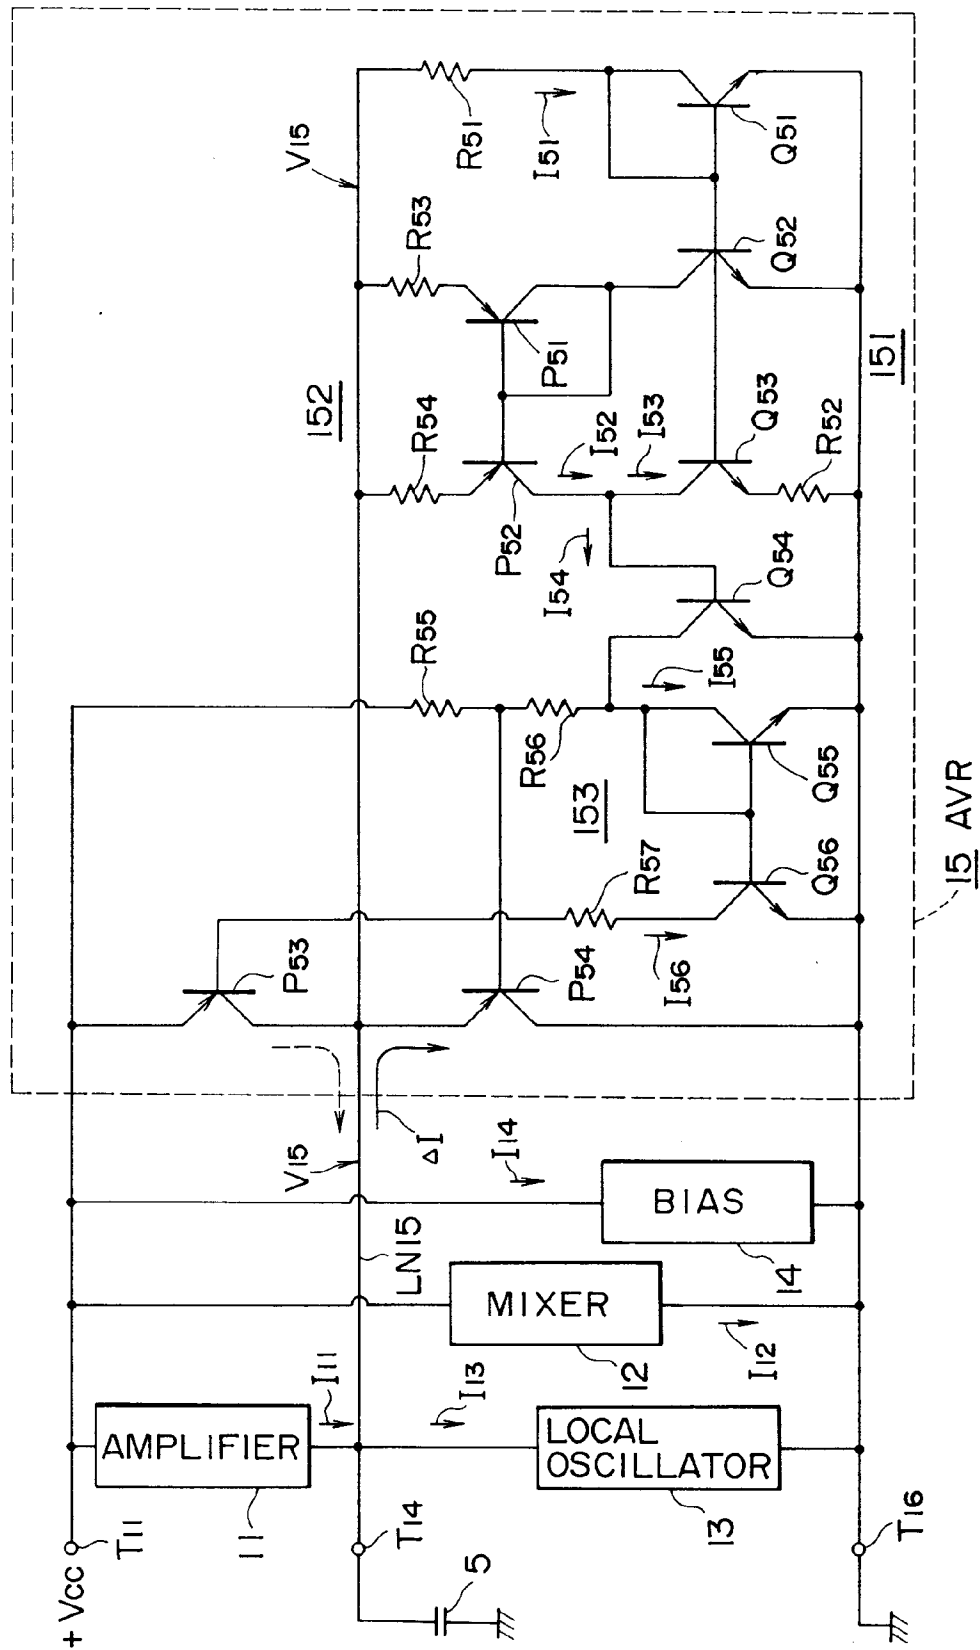 + Vcc
T11
T14
5
T16
AMPLIFIER
11
I11
I13
LOCAL
OSCILLATOR
13
MIXER
12
I12
LN15
V15
BIAS
14
I14
ΔI
15 AVR
P53
P54
I56
R57
153
Q56
Q55
R56
R55
I55
I54
Q54
P52
R54
152
I52
I53
Q53
R52
151
P51
R53
Q52
V15
R51
I51
Q51